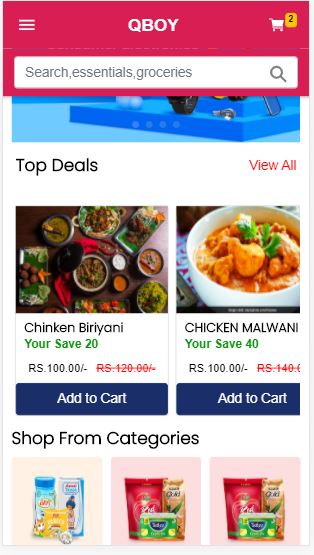 QBOY
2
Search,essentials,groceries
Top Deals
View All
Chinken Biriyani
Your Save 20
RS.100.00/- RS.120.00/-
Add to Cart
CHICKEN MALWANI
Your Save 40
RS.100.00/- RS.140.0
Add to Cart
Shop From Categories